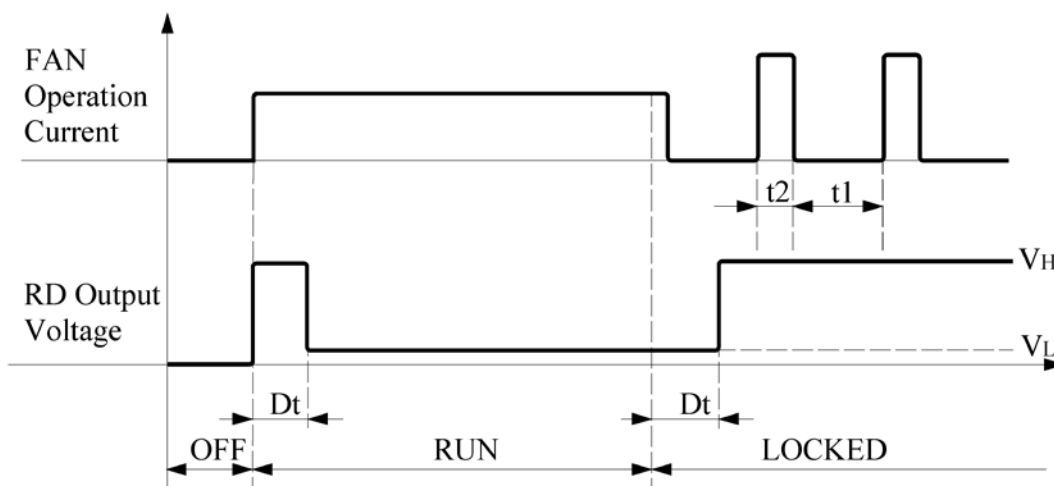 FAN
Operation
Current
t2
t1
RD Output
Voltage
VH
VL
Dt
Dt
OFF
RUN
LOCKED